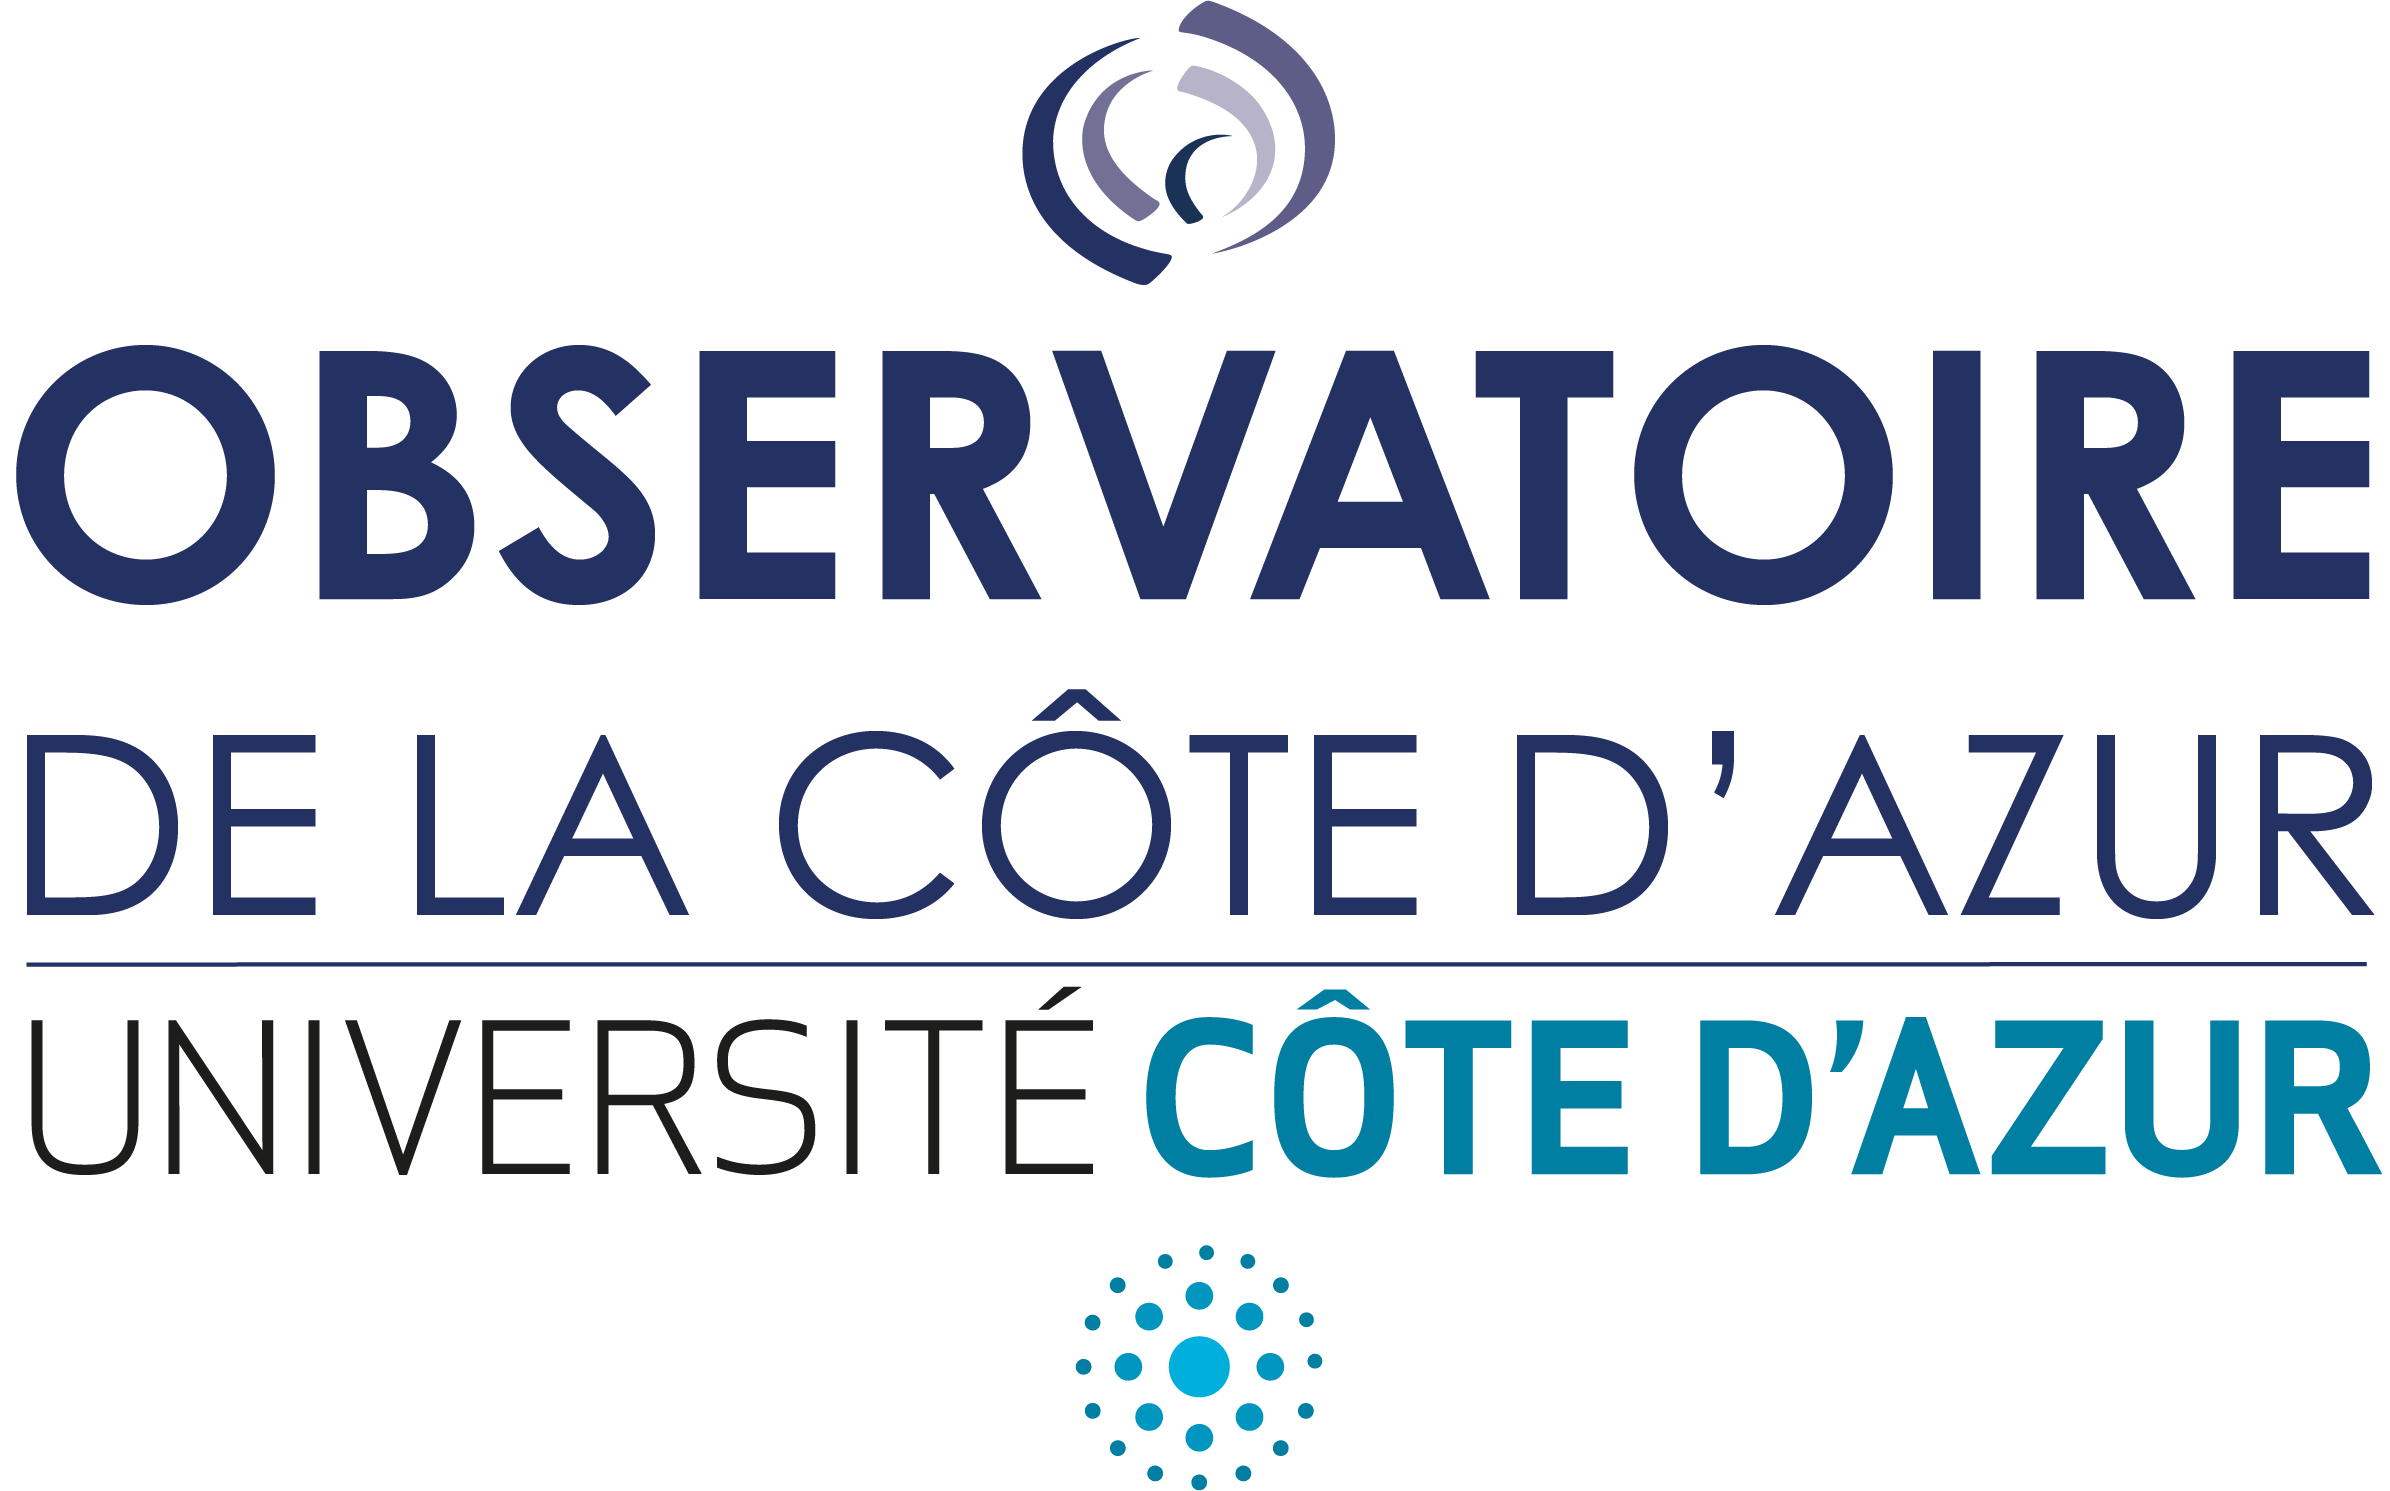 OBSERVATOIRE
DE LA CÔTE D'AZUR
UNIVERSITÉ CÔTE D'AZUR